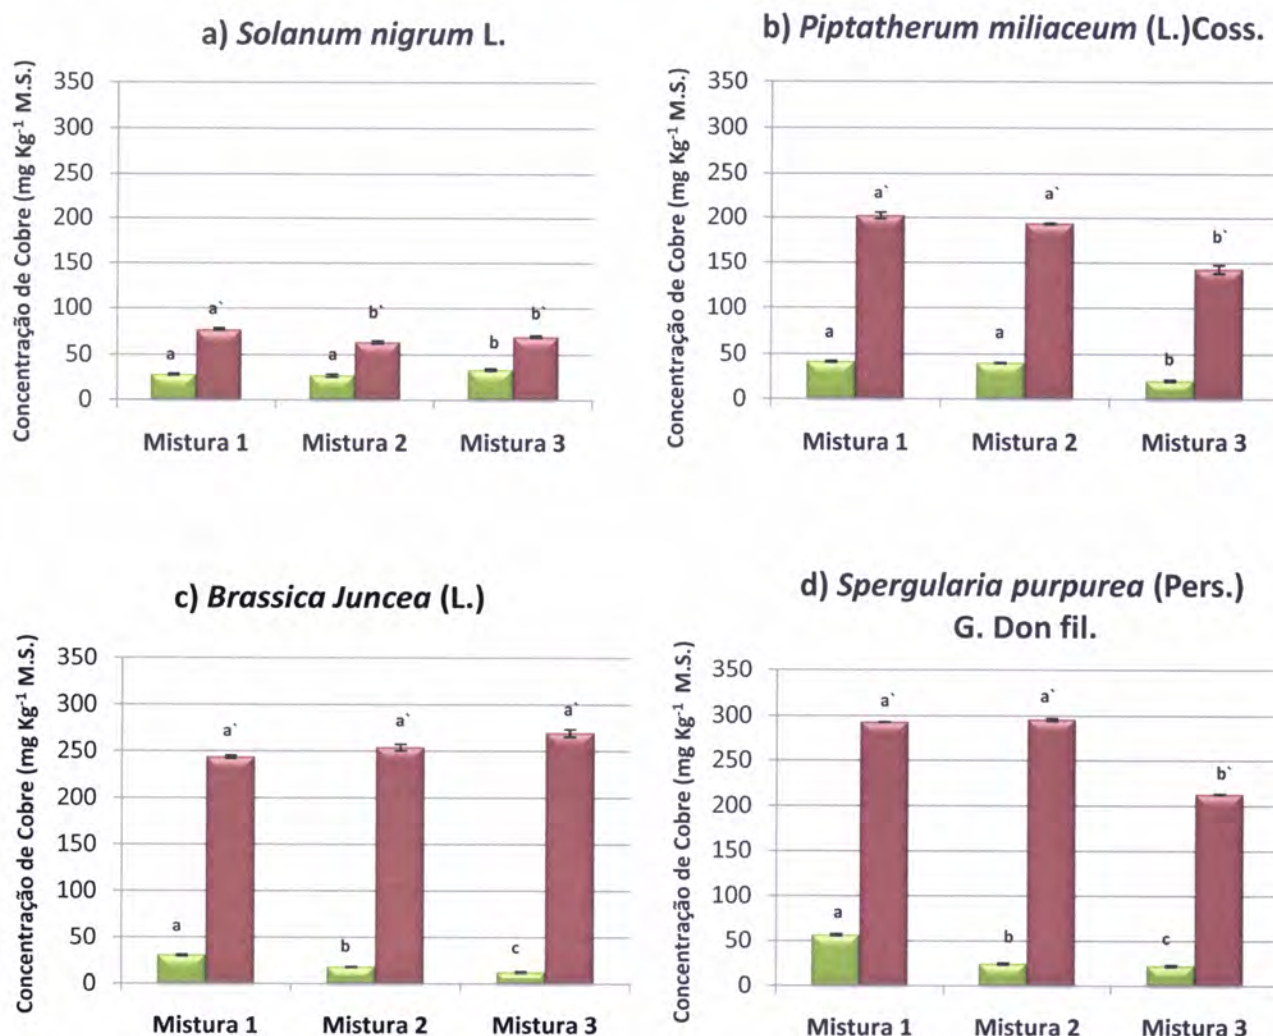 a) Solanum nigrum L.
Concentração de Cobre (mg Kg⁻¹ M.S.)
350
300
250
200
150
100
50
0
a
a`
a
b`
b
b`
Mistura 1 Mistura 2 Mistura 3
b) Piptatherum miliaceum (L.)Coss.
Concentração de Cobre (mg Kg⁻¹ M.S.)
350
300
250
200
150
100
50
0
a
a`
a
a`
b
b`
Mistura 1 Mistura 2 Mistura 3
c) Brassica Juncea (L.)
Concentração de Cobre (mg Kg⁻¹ M.S.)
350
300
250
200
150
100
50
0
a
a`
b
a`
c
a`
Mistura 1 Mistura 2 Mistura 3
d) Spergularia purpurea (Pers.)
G. Don fil.
Concentração de Cobre (mg Kg⁻¹ M.S.)
350
300
250
200
150
100
50
0
a
a`
b
a`
c
b`
Mistura 1 Mistura 2 Mistura 3